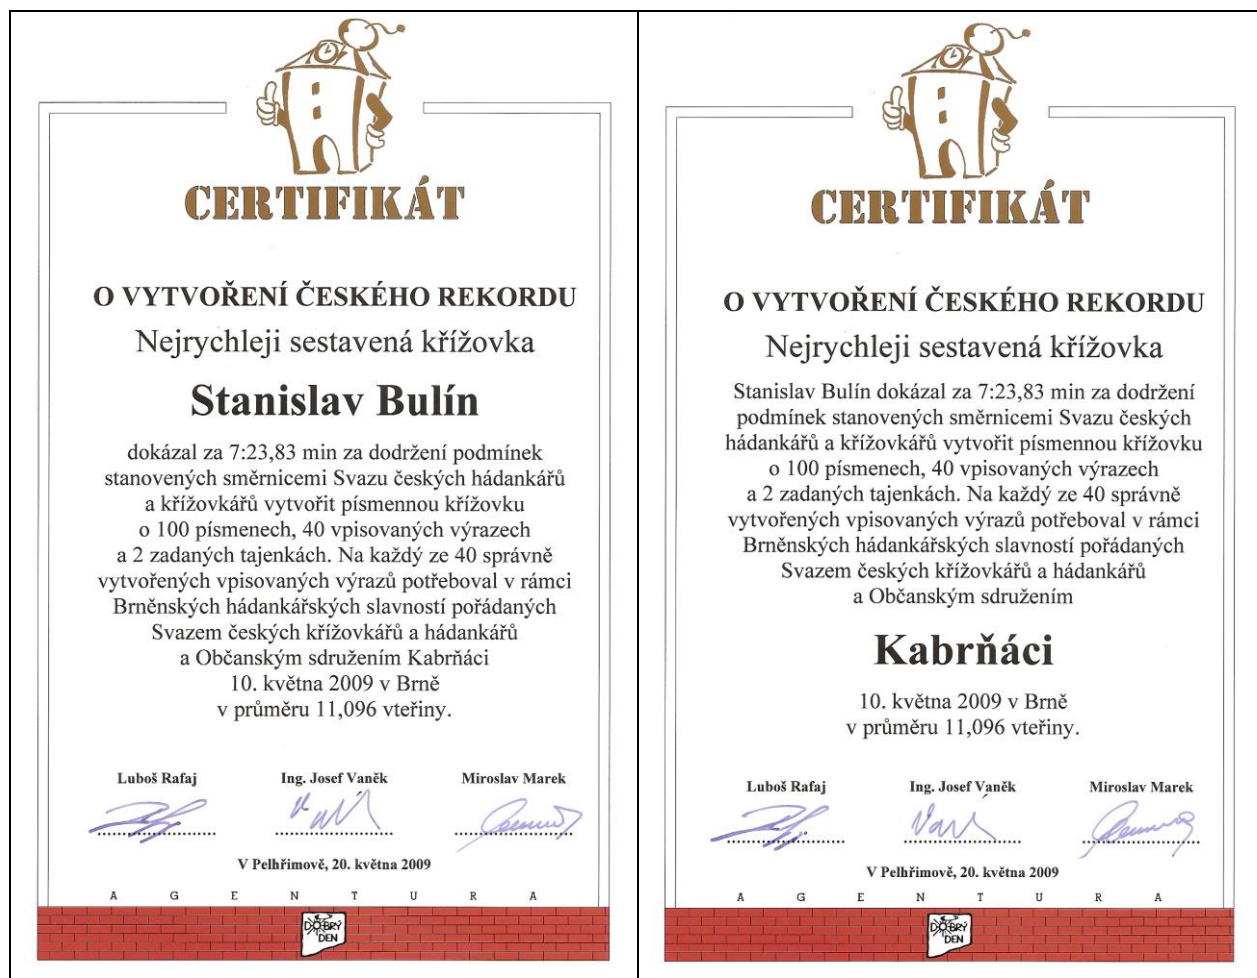 CERTIFIKÁT
O VYTVOŘENÍ ČESKÉHO REKORDU
Nejrychleji sestavená křížovka
Stanislav Bulín
dokázal za 7:23,83 min za dodržení podmínek
stanovených směrnicemi Svazu českých hádankářů
a křížovkářů vytvořit písmennou křížovku
o 100 písmenech, 40 vpisovaných výrazech
a 2 zadaných tajenkách. Na každý ze 40 správně
vytvořených vpisovaných výrazů potřeboval v rámci
Brněnských hádankářských slavností pořádaných
Svazem českých křížovkářů a hádankářů
a Občanským sdružením Kabrňáci
10. května 2009 v Brně
v průměru 11,096 vteřiny.
Luboš Rafaj Ing. Josef Vaněk Miroslav Marek
V Pelhřimově, 20. května 2009
A G E N T U R A
DOBRÝ
DEN
CERTIFIKÁT
O VYTVOŘENÍ ČESKÉHO REKORDU
Nejrychleji sestavená křížovka
Stanislav Bulín dokázal za 7:23,83 min za dodržení
podmínek stanovených směrnicemi Svazu českých
hádankářů a křížovkářů vytvořit písmennou křížovku
o 100 písmenech, 40 vpisovaných výrazech
a 2 zadaných tajenkách. Na každý ze 40 správně
vytvořených vpisovaných výrazů potřeboval v rámci
Brněnských hádankářských slavností pořádaných
Svazem českých křížovkářů a hádankářů
a Občanským sdružením
Kabrňáci
10. květnа 2009 v Brně
v průměru 11,096 vteřiny.
Luboš Rafaj Ing. Josef Vaněk Miroslav Marek
V Pelhřimově, 20. května 2009
A G E N T U R A
DOBRÝ
DEN